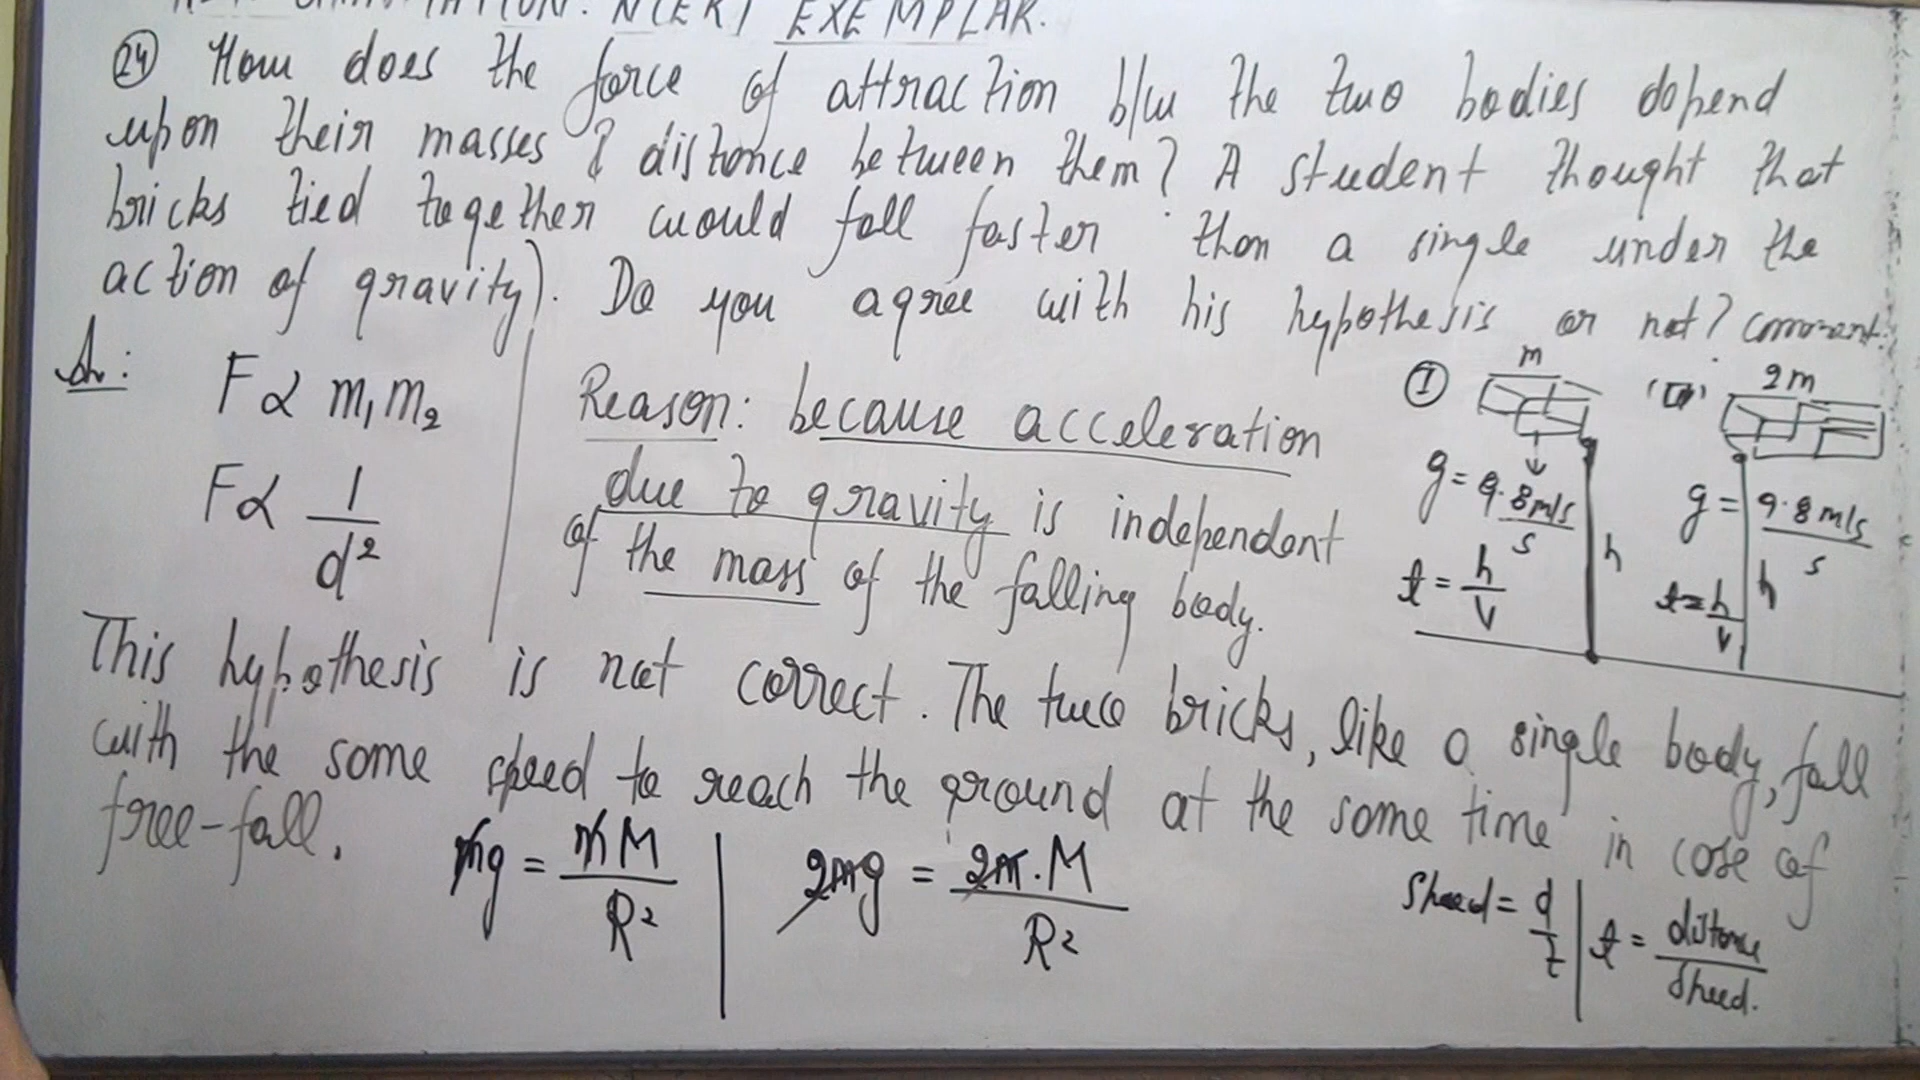 GRAVITATION: NCERT EXEMPLAR.
24 How does the force of attraction b/w the two bodies depend
upon their masses & distance between them? A student thought that
bricks tied together would fall faster than a single under the
action of gravity). Do you agree with his hypothesis or not? comment.
Ans:
F ∝ m₁m₂
F ∝ 1/d²
Reason: because acceleration
due to gravity is independent
of the mass of the falling body.
I m
g = 9.8 m/s/s
t = h/v
h
(II) 2m
g = 9.8 m/s/s
t = h/v
h
This hypothesis is not correct. The two bricks, like a single body, fall
with the same speed to reach the ground at the same time in case of
free-fall.
mg = mM/R²
2mg = 2m.M/R²
Speed = d/t
t = distance/Speed.